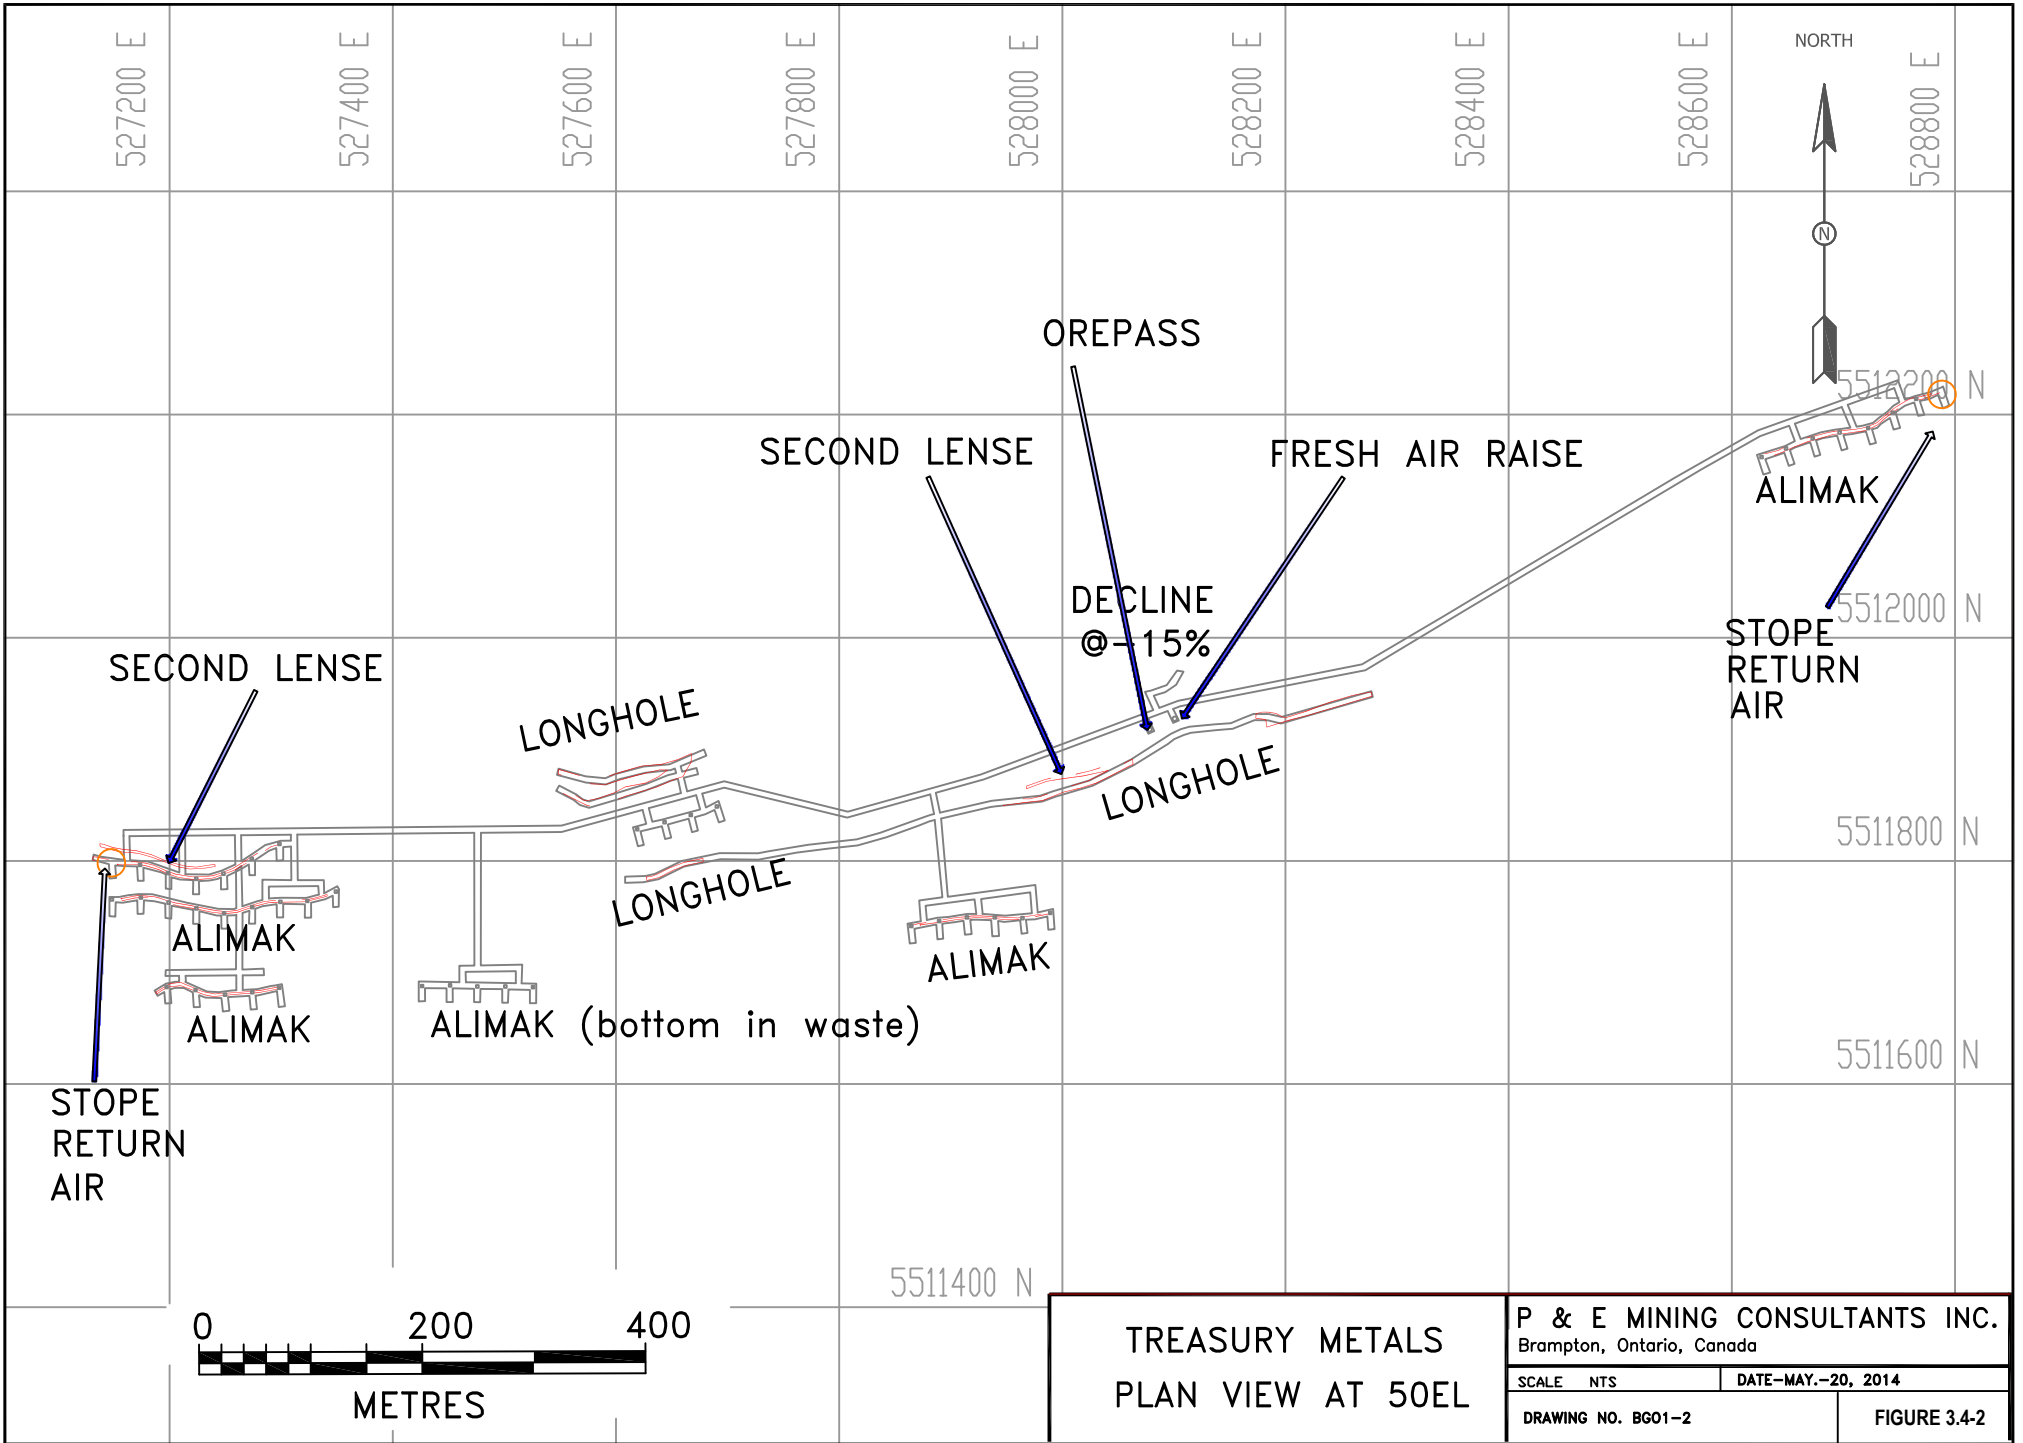 527200 E
527400 E
527600 E
527800 E
528000 E
528200 E
528400 E
528600 E
528800 E
NORTH
N
OREPASS
5512200 N
SECOND LENSE
FRESH AIR RAISE
ALIMAK
DECLINE
@-15%
5512000 N
STOPE
RETURN
AIR
SECOND LENSE
LONGHOLE
LONGHOLE
5511800 N
LONGHOLE
ALIMAK
ALIMAK
ALIMAK
ALIMAK (bottom in waste)
5511600 N
STOPE
RETURN
AIR
5511400 N
0 200 400
METRES
TREASURY METALS
PLAN VIEW AT 50EL
P & E MINING CONSULTANTS INC.
Brampton, Ontario, Canada
SCALE NTS
DATE-MAY.-20, 2014
DRAWING NO. BG01-2
FIGURE 3.4-2